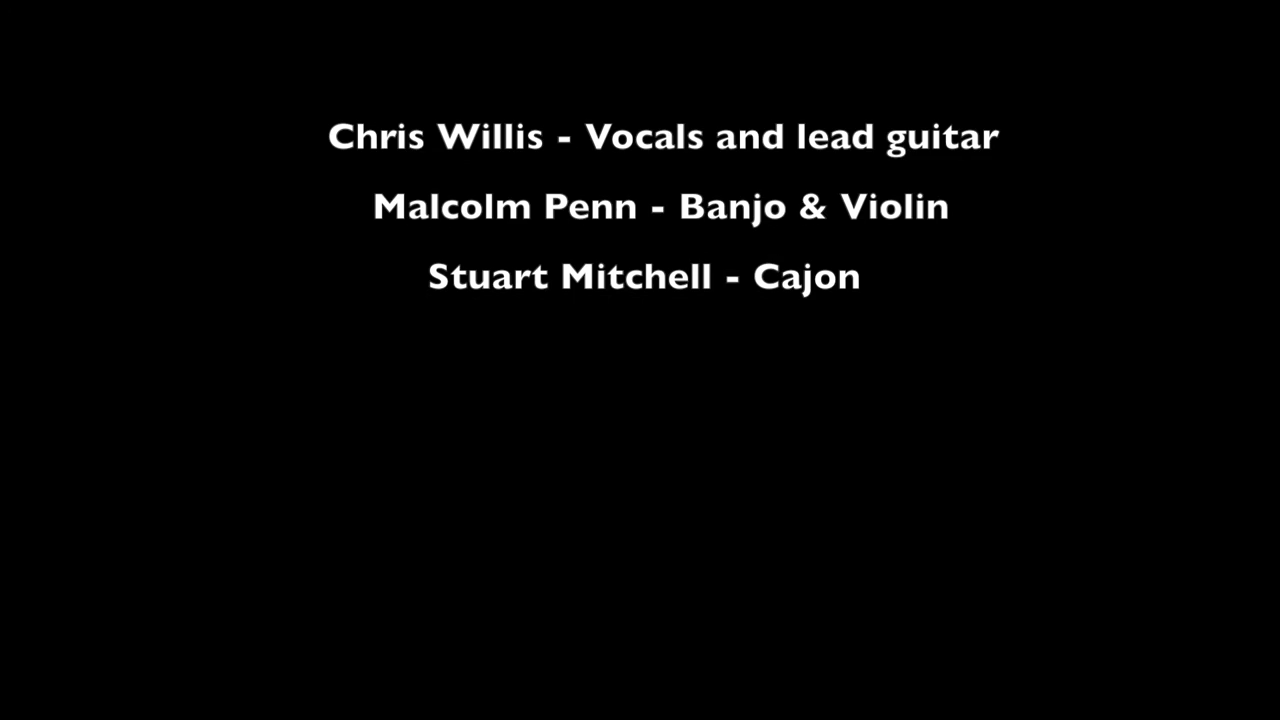 Chris Willis - Vocals and lead guitar
Malcolm Penn - Banjo & Violin
Stuart Mitchell - Cajon